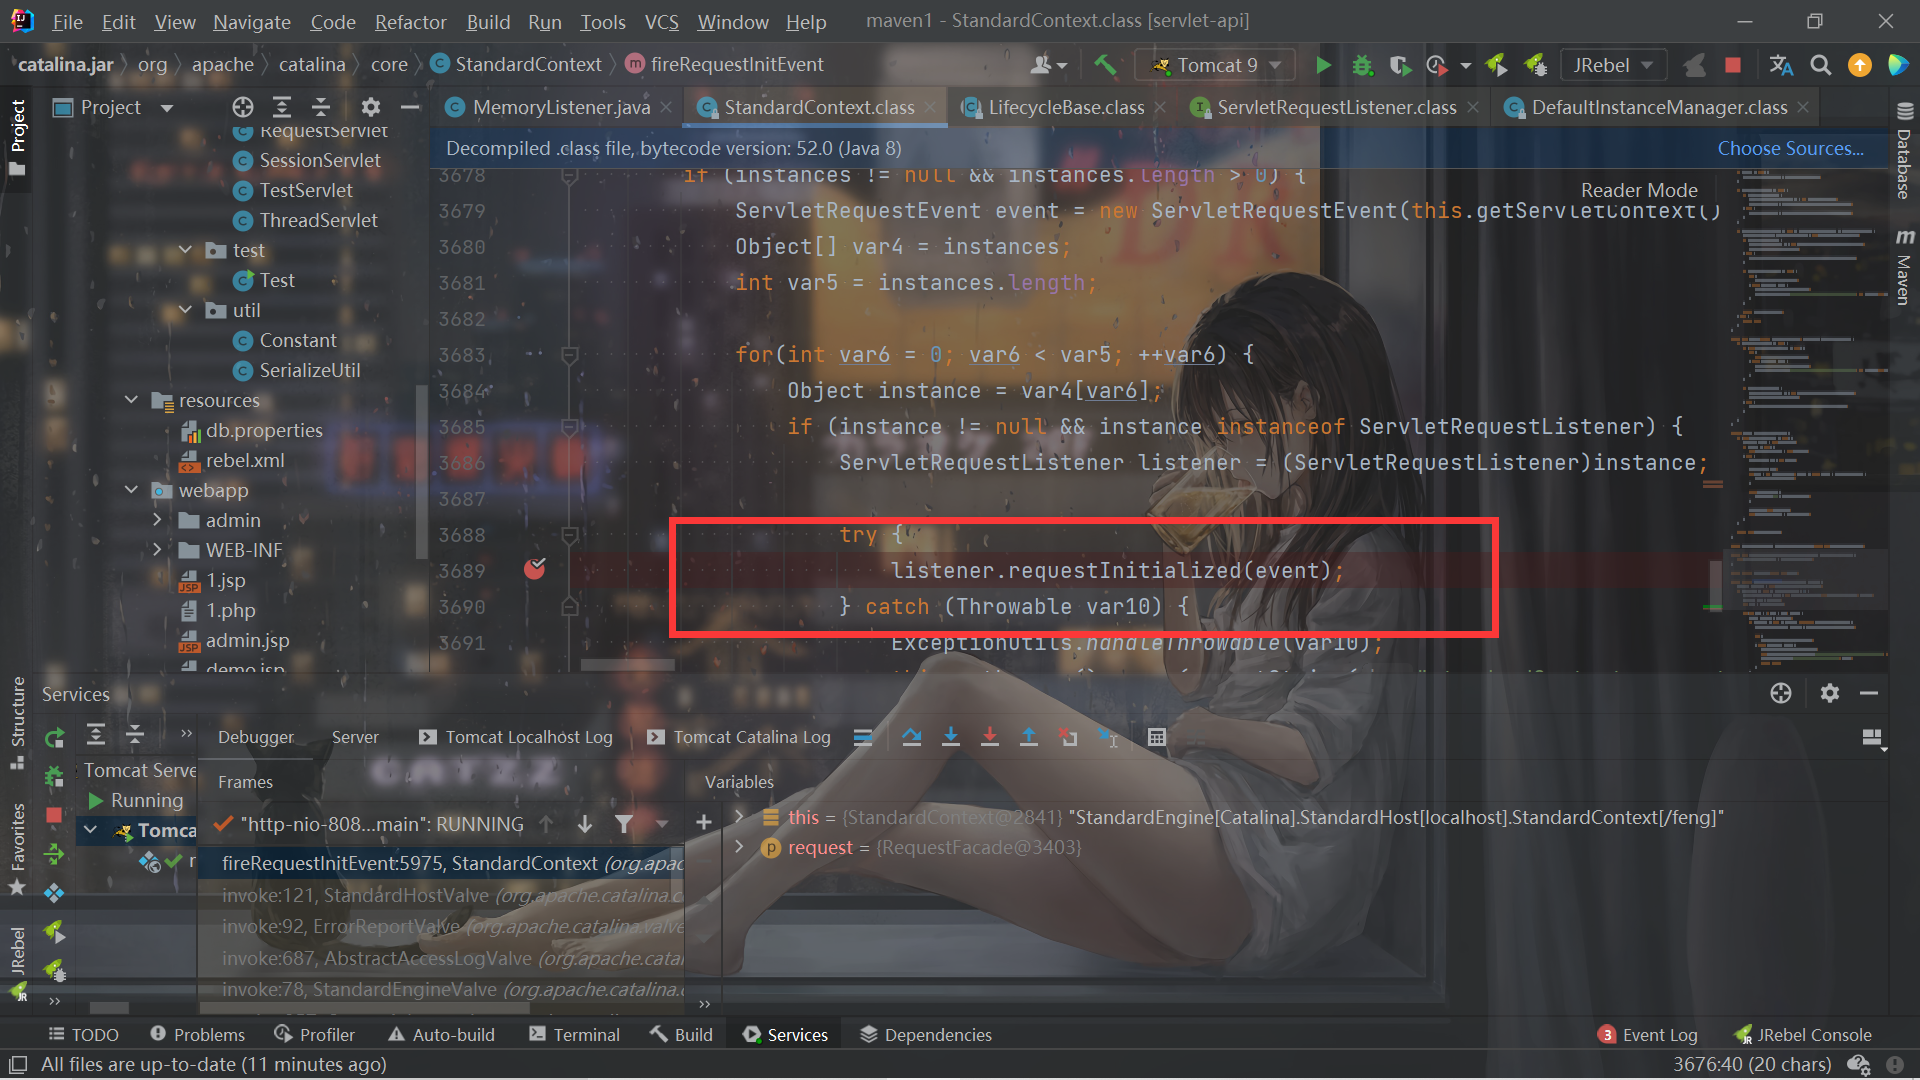 File Edit View Navigate Code Refactor Build Run Tools VCS Window Help maven1 - StandardContext.class [servlet-api]
catalina.jar org apache catalina core StandardContext fireRequestInitEvent Tomcat 9 JRebel
Project MemoryListener.java StandardContext.class LifecycleBase.class ServletRequestListener.class DefaultInstanceManager.class
Decompiled .class file, bytecode version: 52.0 (Java 8) Choose Sources...
Reader Mode
RequestServlet
SessionServlet
TestServlet
ThreadServlet
test
Test
util
Constant
SerializeUtil
resources
db.properties
rebel.xml
webapp
admin
WEB-INF
1.jsp
1.php
admin.jsp
demo.jsp
3678 if (instances != null && instances.length > 0) {
3679 ServletRequestEvent event = new ServletRequestEvent(this.getServletContext()
3680 Object[] var4 = instances;
3681 int var5 = instances.length;
3682
3683 for(int var6 = 0; var6 < var5; ++var6) {
3684 Object instance = var4[var6];
3685 if (instance != null && instance instanceof ServletRequestListener) {
3686 ServletRequestListener listener = (ServletRequestListener)instance;
3687
3688 try {
3689 listener.requestInitialized(event);
3690 } catch (Throwable var10) {
3691 ExceptionUtils.handleThrowable(var10);
Project
Structure
Favorites
JRebel
Database
Maven
Services
Debugger Server Tomcat Localhost Log Tomcat Catalina Log
Tomcat Serve
Running
Tomca
Frames
"http-nio-808...main": RUNNING
fireRequestInitEvent:5975, StandardContext (org.apac
invoke:121, StandardHostValve (org.apache.catalina.c
invoke:92, ErrorReportValve (org.apache.catalina.valve
invoke:687, AbstractAccessLogValve (org.apache.catal
invoke:78, StandardEngineValve (org.apache.catalina.c
Variables
this = {StandardContext@2841} "StandardEngine[Catalina].StandardHost[localhost].StandardContext[/feng]"
request = {RequestFacade@3403}
TODO Problems Profiler Auto-build Terminal Build Services Dependencies 3 Event Log JRebel Console
All files are up-to-date (11 minutes ago) 3676:40 (20 chars)